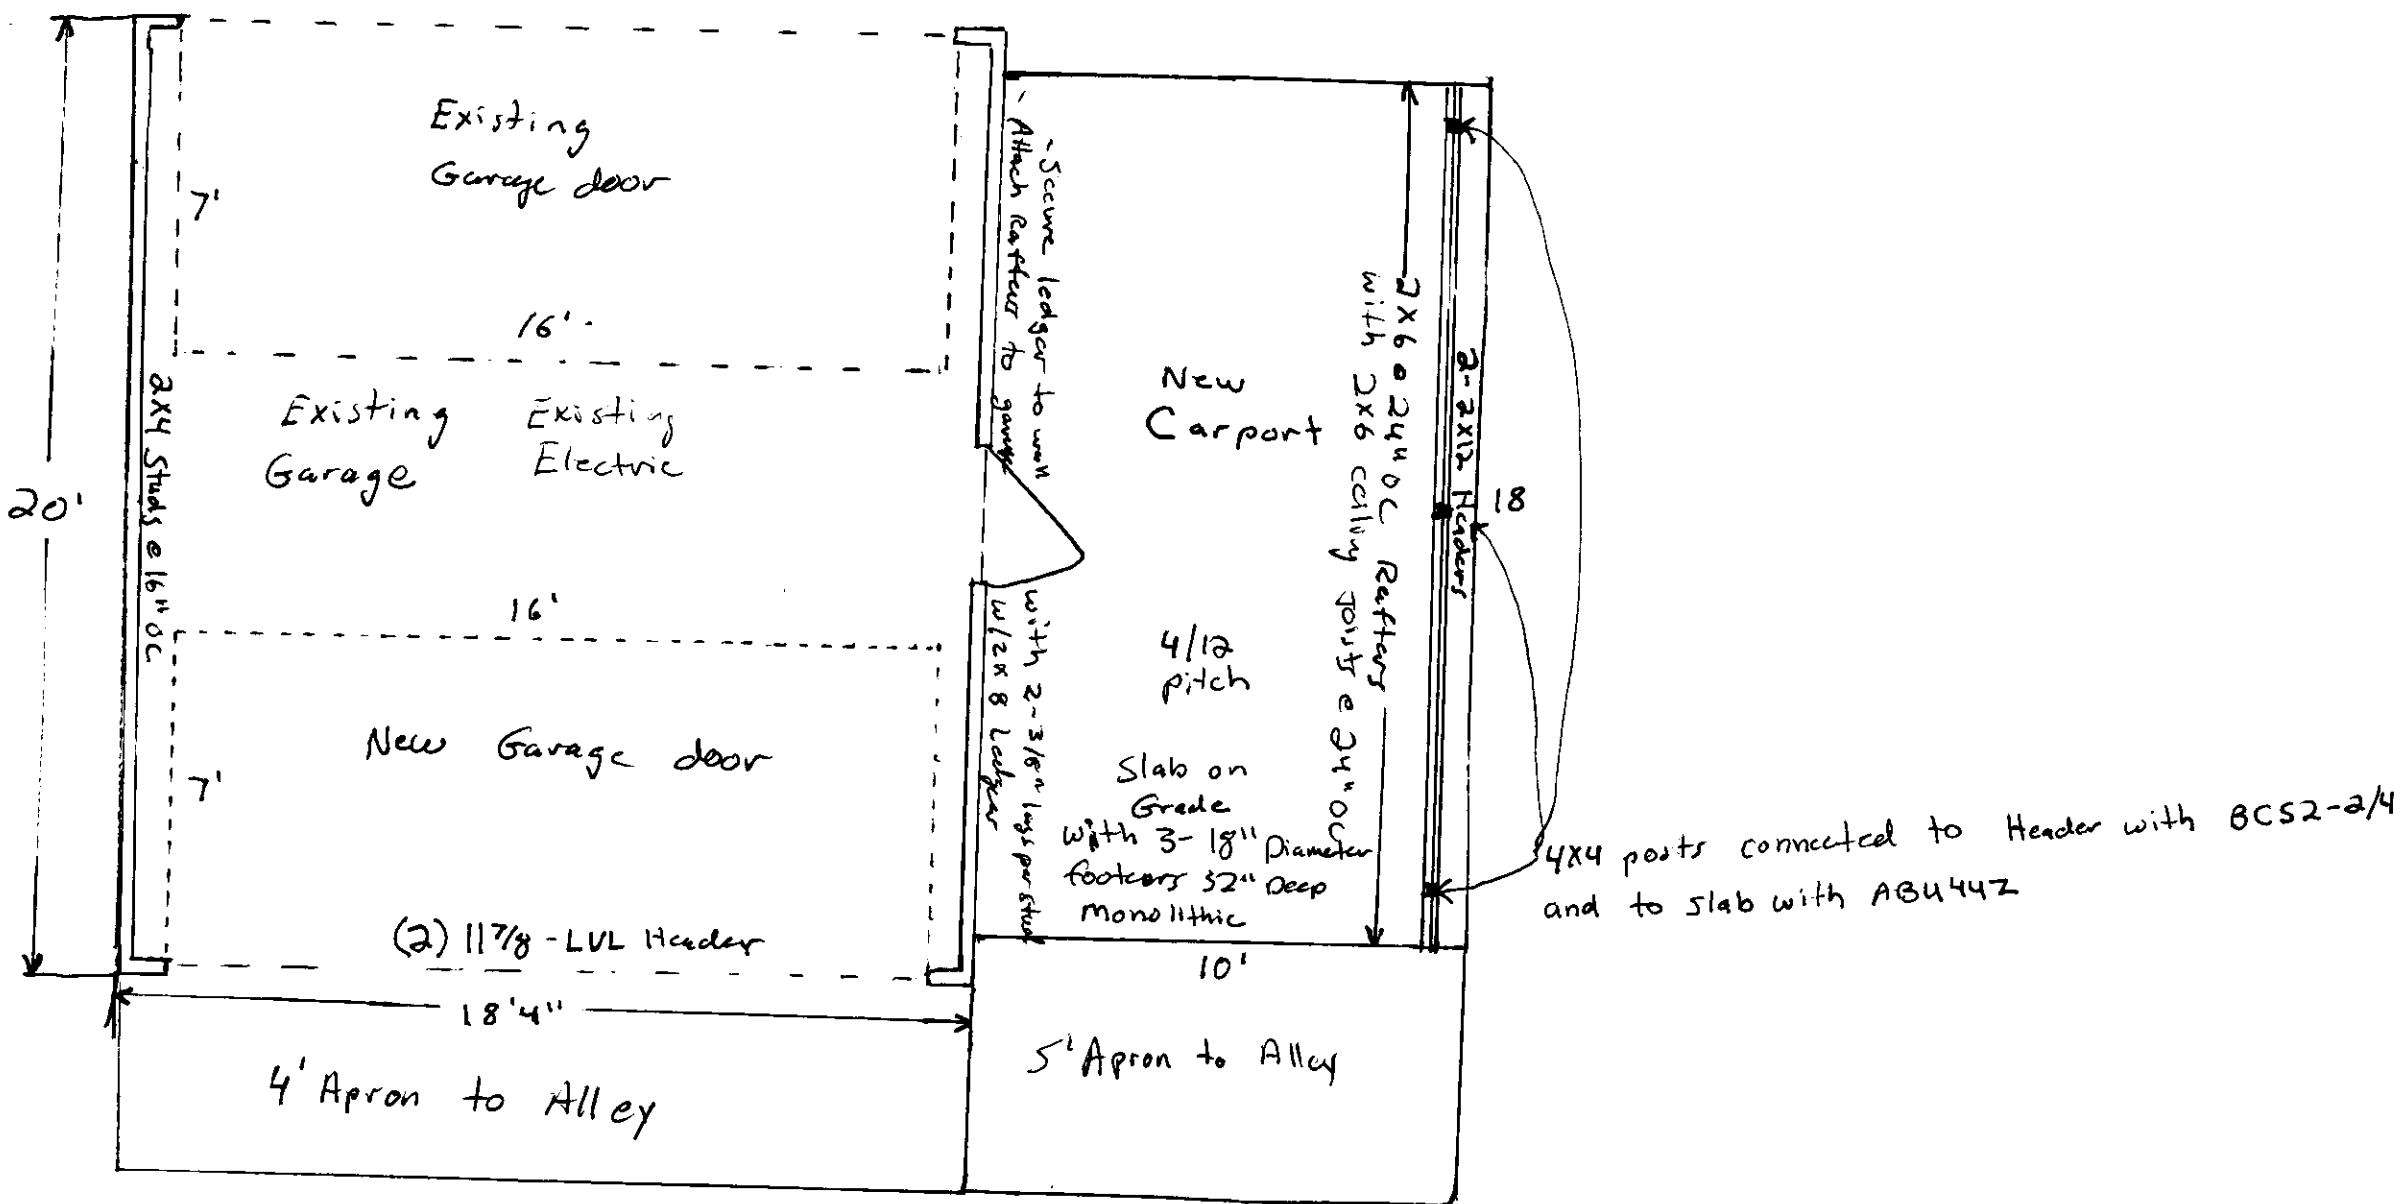 Existing
Garage door
7'
16'
Existing
Garage
Existing
Electric
20'
2x4 Studs @ 16" OC
16'
New Garage door
7'
(2) 11 7/8 - LVL Header
18'4"
4' Apron to Alley
- Secure ledger to wall
with 2-
lags per stud
- Attach Rafters to garage
w/2x8 Ledger
New
Carport
4/12
pitch
Slab on
Grade
with 3- 18" Diameter
footeers 32" Deep
Monolithic
2x6 @ 24" OC Rafters
with 2x6 ceiling joists @ 24" OC
2- 2x12 Headers
18
10'
5' Apron to Alley
4x4 posts connected to Header with BCS2-2/4
and to slab with ABU44Z